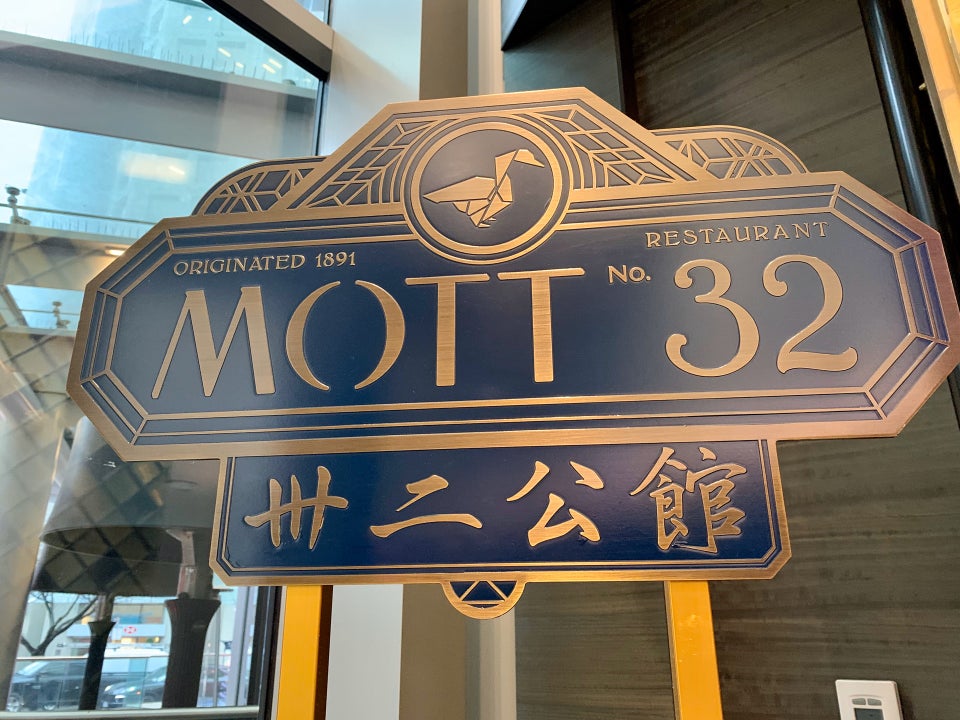 RESTAURANT
ORIGINATED 1891
MOTT No. 32
卅二公館